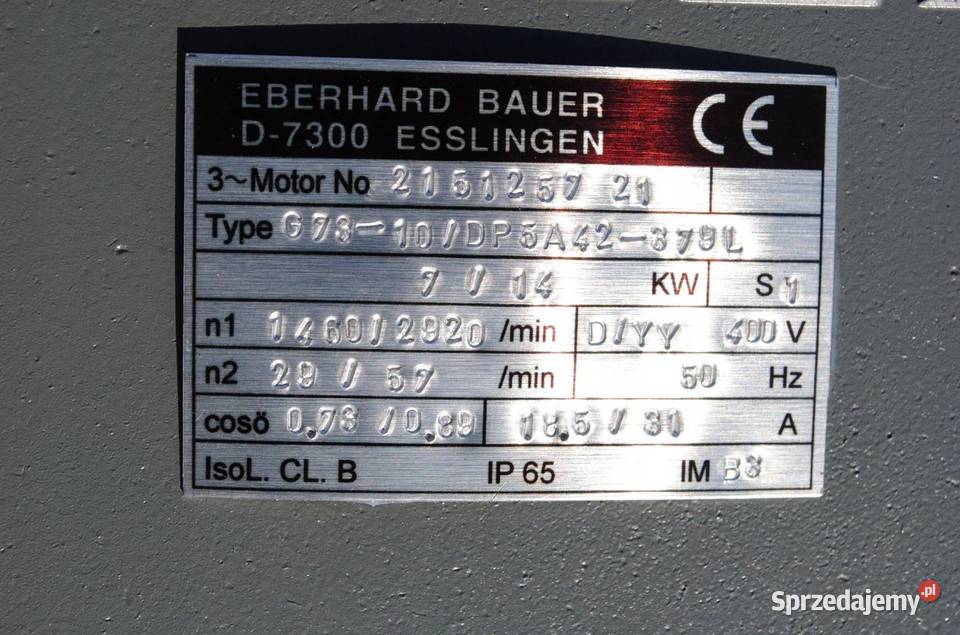 EBERHARD BAUER
D-7300 ESSLINGEN
CE
3~Motor No 2151257 21
Type G73-10/DP5A42-379L
7 / 14 KW S1
n1 1460/2920 /min D/YY 400 V
n2 29 / 57 /min 50 Hz
cosö 0.73 /0.89 18.5 / 31 A
IsoL. CL. B IP 65 IM B3
Sprzedajemy.pl